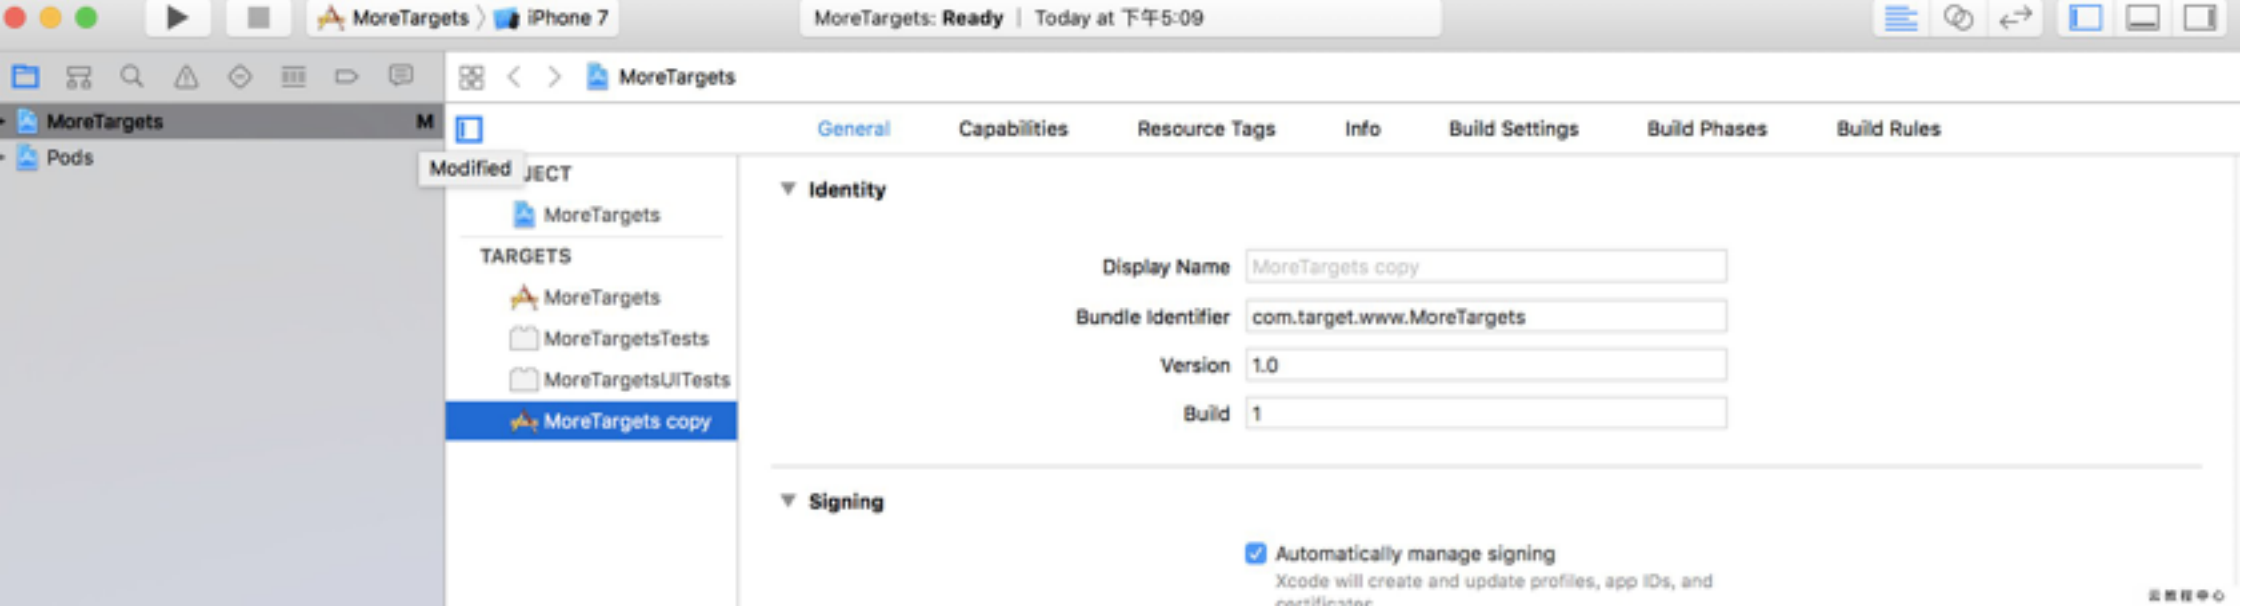 MoreTargets 〉 iPhone 7
MoreTargets: Ready | Today at 下午5:09
MoreTargets
MoreTargets M
Pods
Modified
General Capabilities Resource Tags Info Build Settings Build Phases Build Rules
JECT
MoreTargets
TARGETS
MoreTargets
MoreTargetsTests
MoreTargetsUITests
MoreTargets copy
Identity
Display Name MoreTargets copy
Bundle Identifier com.target.www.MoreTargets
Version 1.0
Build 1
Signing
Automatically manage signing
Xcode will create and update profiles, app IDs, and
certificates.